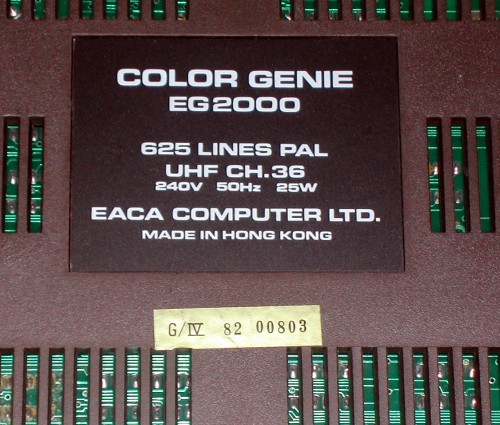 COLOR GENIE
EG2000
625 LINES PAL
UHF CH.36
240V 50Hz 25W
EACA COMPUTER LTD.
MADE IN HONG KONG
G/IV 82 00803